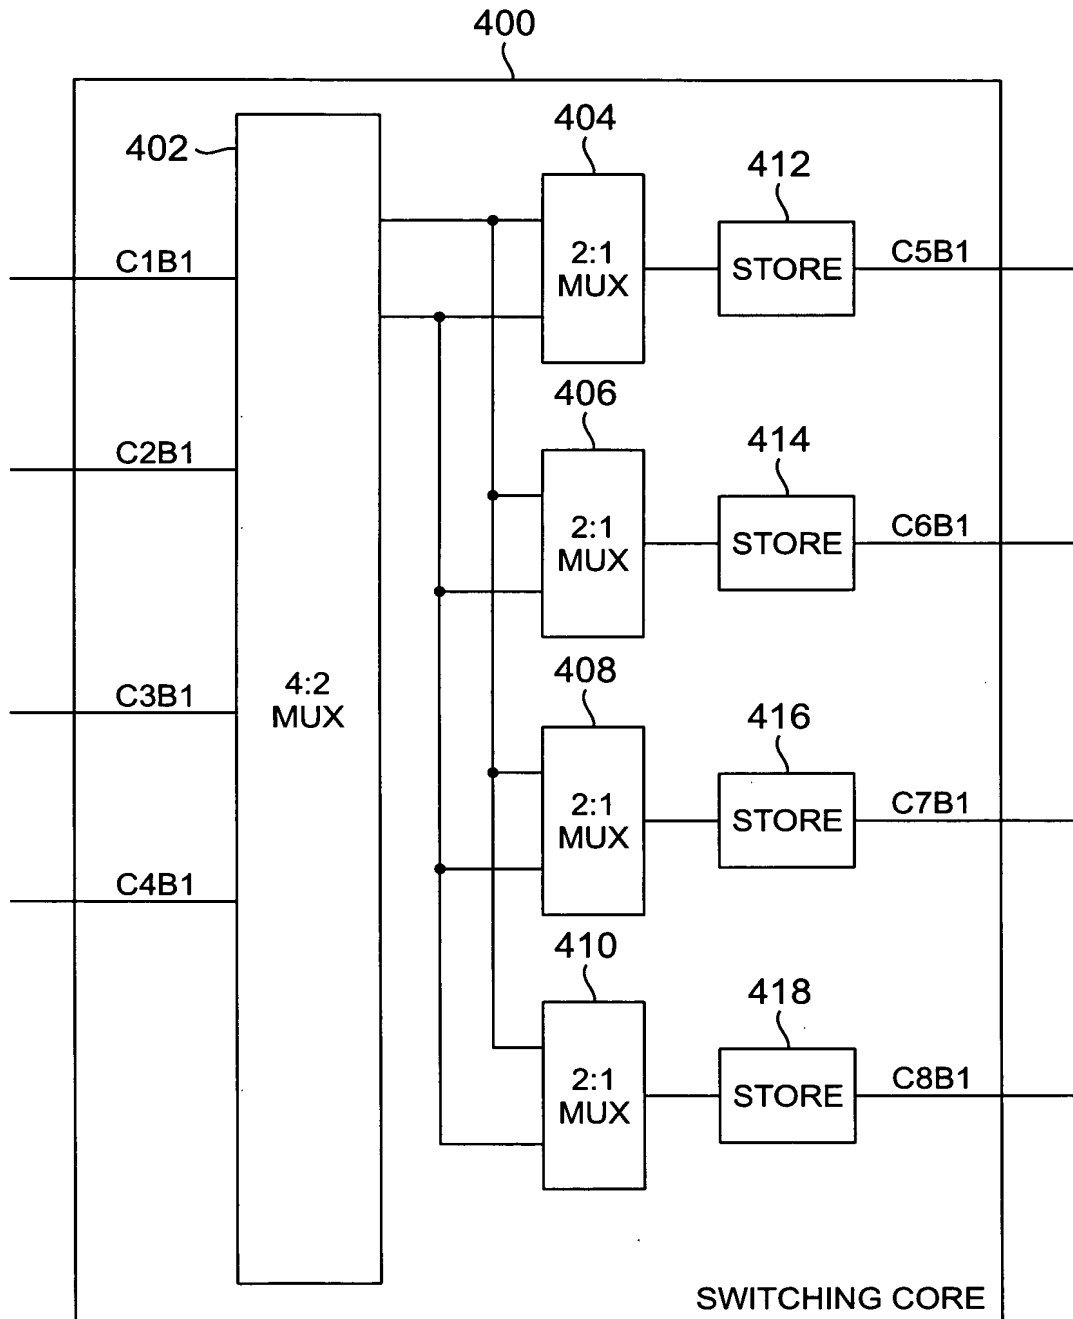 400
402
404
412
C1B1
2:1
MUX
STORE
C5B1
406
414
C2B1
2:1
MUX
STORE
C6B1
4:2
MUX
408
416
C3B1
2:1
MUX
STORE
C7B1
C4B1
410
418
2:1
MUX
STORE
C8B1
SWITCHING CORE